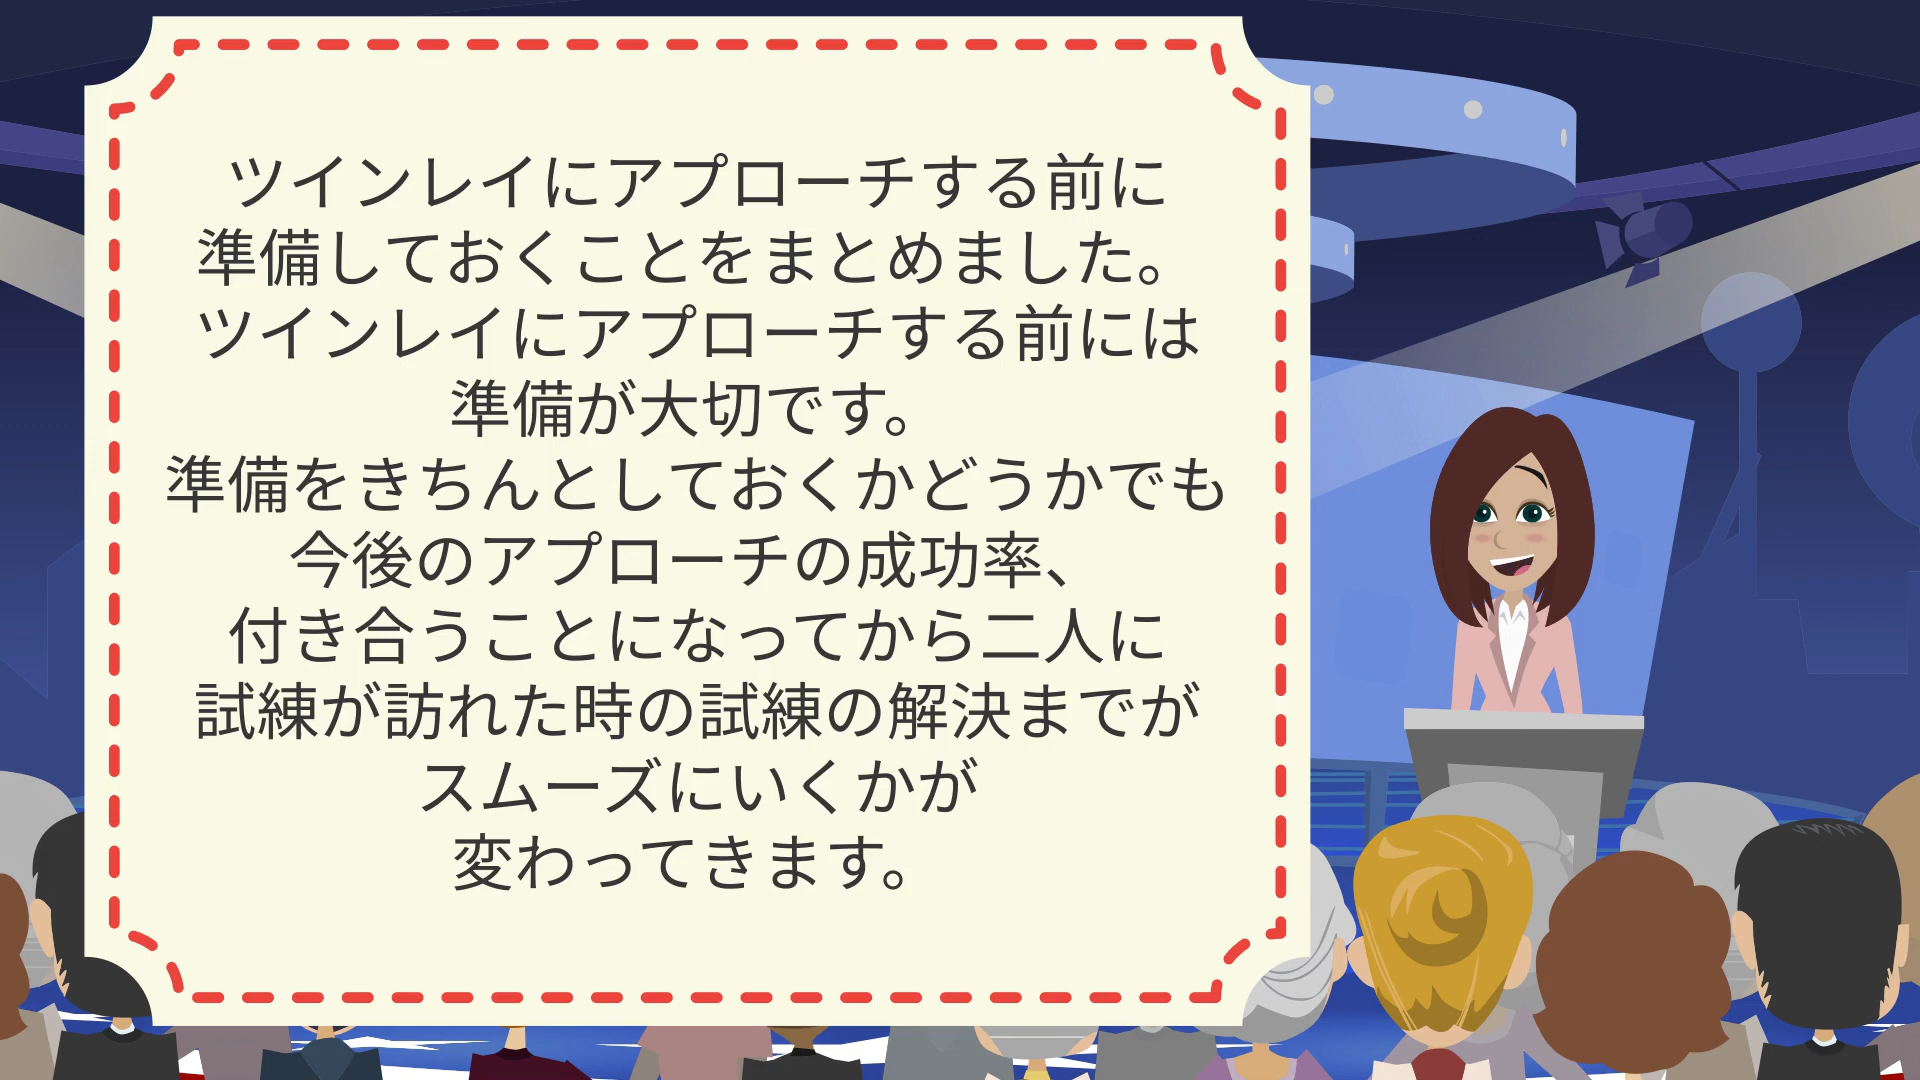 ツインレイにアプローチする前に
準備しておくことをまとめました。
ツインレイにアプローチする前には
準備が大切です。
準備をきちんとしておくかどうかでも
今後のアプローチの成功率、
付き合うことになってから二人に
試練が訪れた時の試練の解決までが
スムーズにいくかが
変わってきます。